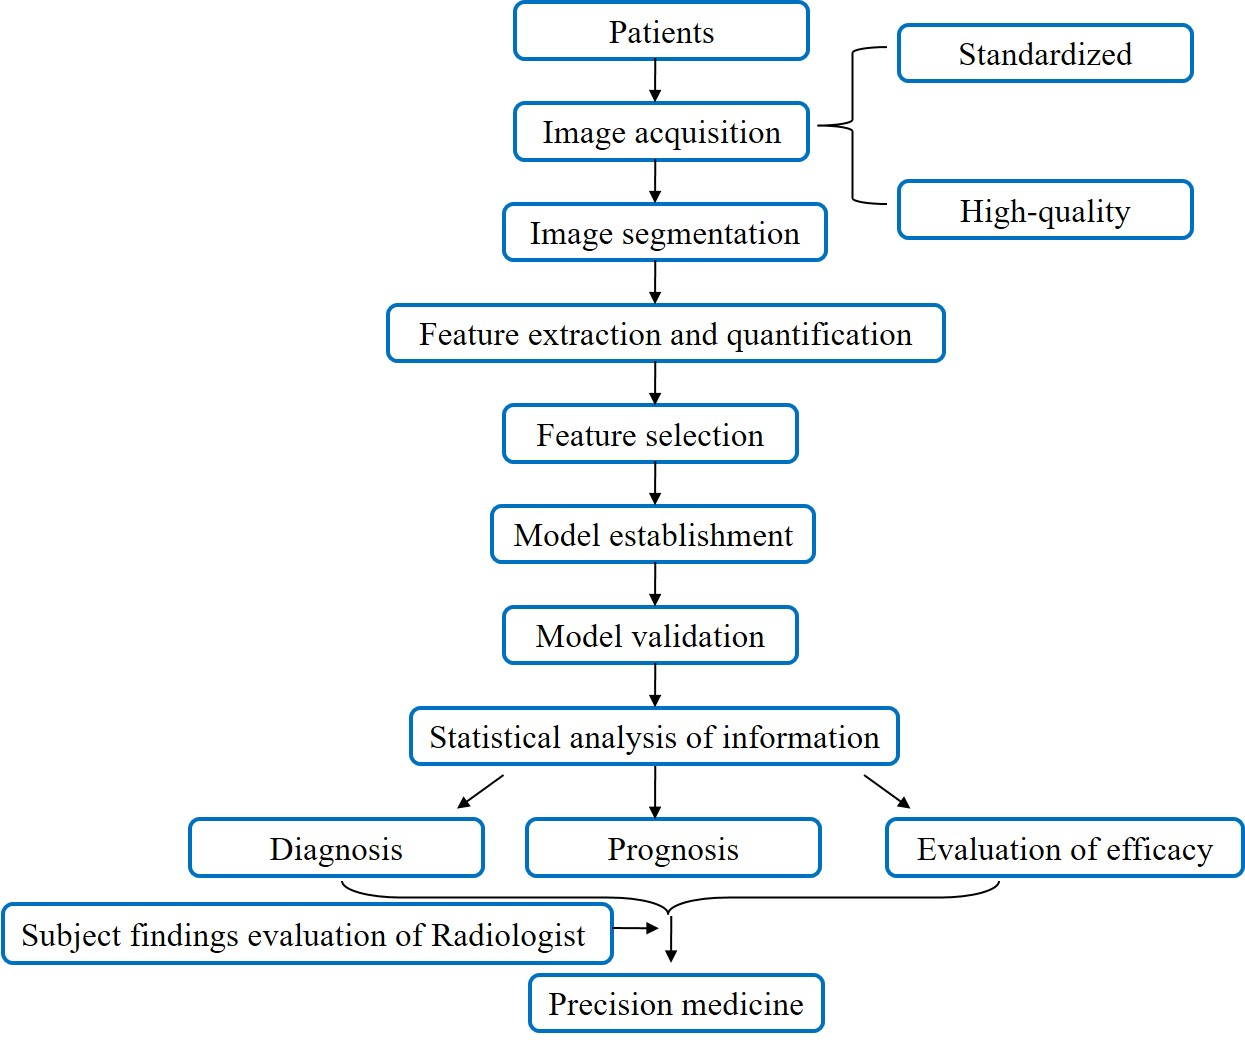 Patients
Standardized
Image acquisition
High-quality
Image segmentation
Feature extraction and quantification
Feature selection
Model establishment
Model validation
Statistical analysis of information
Diagnosis
Prognosis
Evaluation of efficacy
Subject findings evaluation of Radiologist
Precision medicine